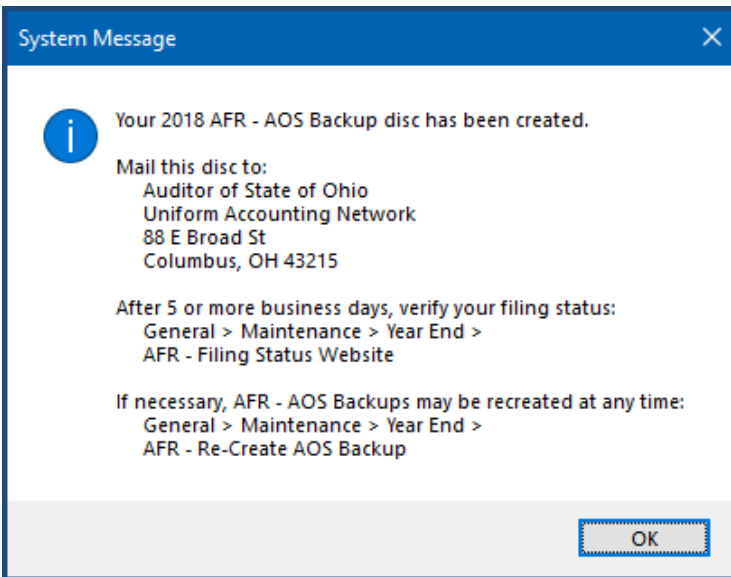 System Message
Your 2018 AFR - AOS Backup disc has been created.
Mail this disc to:
Auditor of State of Ohio
Uniform Accounting Network
88 E Broad St
Columbus, OH 43215
After 5 or more business days, verify your filing status:
General > Maintenance > Year End >
AFR - Filing Status Website
If necessary, AFR - AOS Backups may be recreated at any time:
General > Maintenance > Year End >
AFR - Re-Create AOS Backup
OK